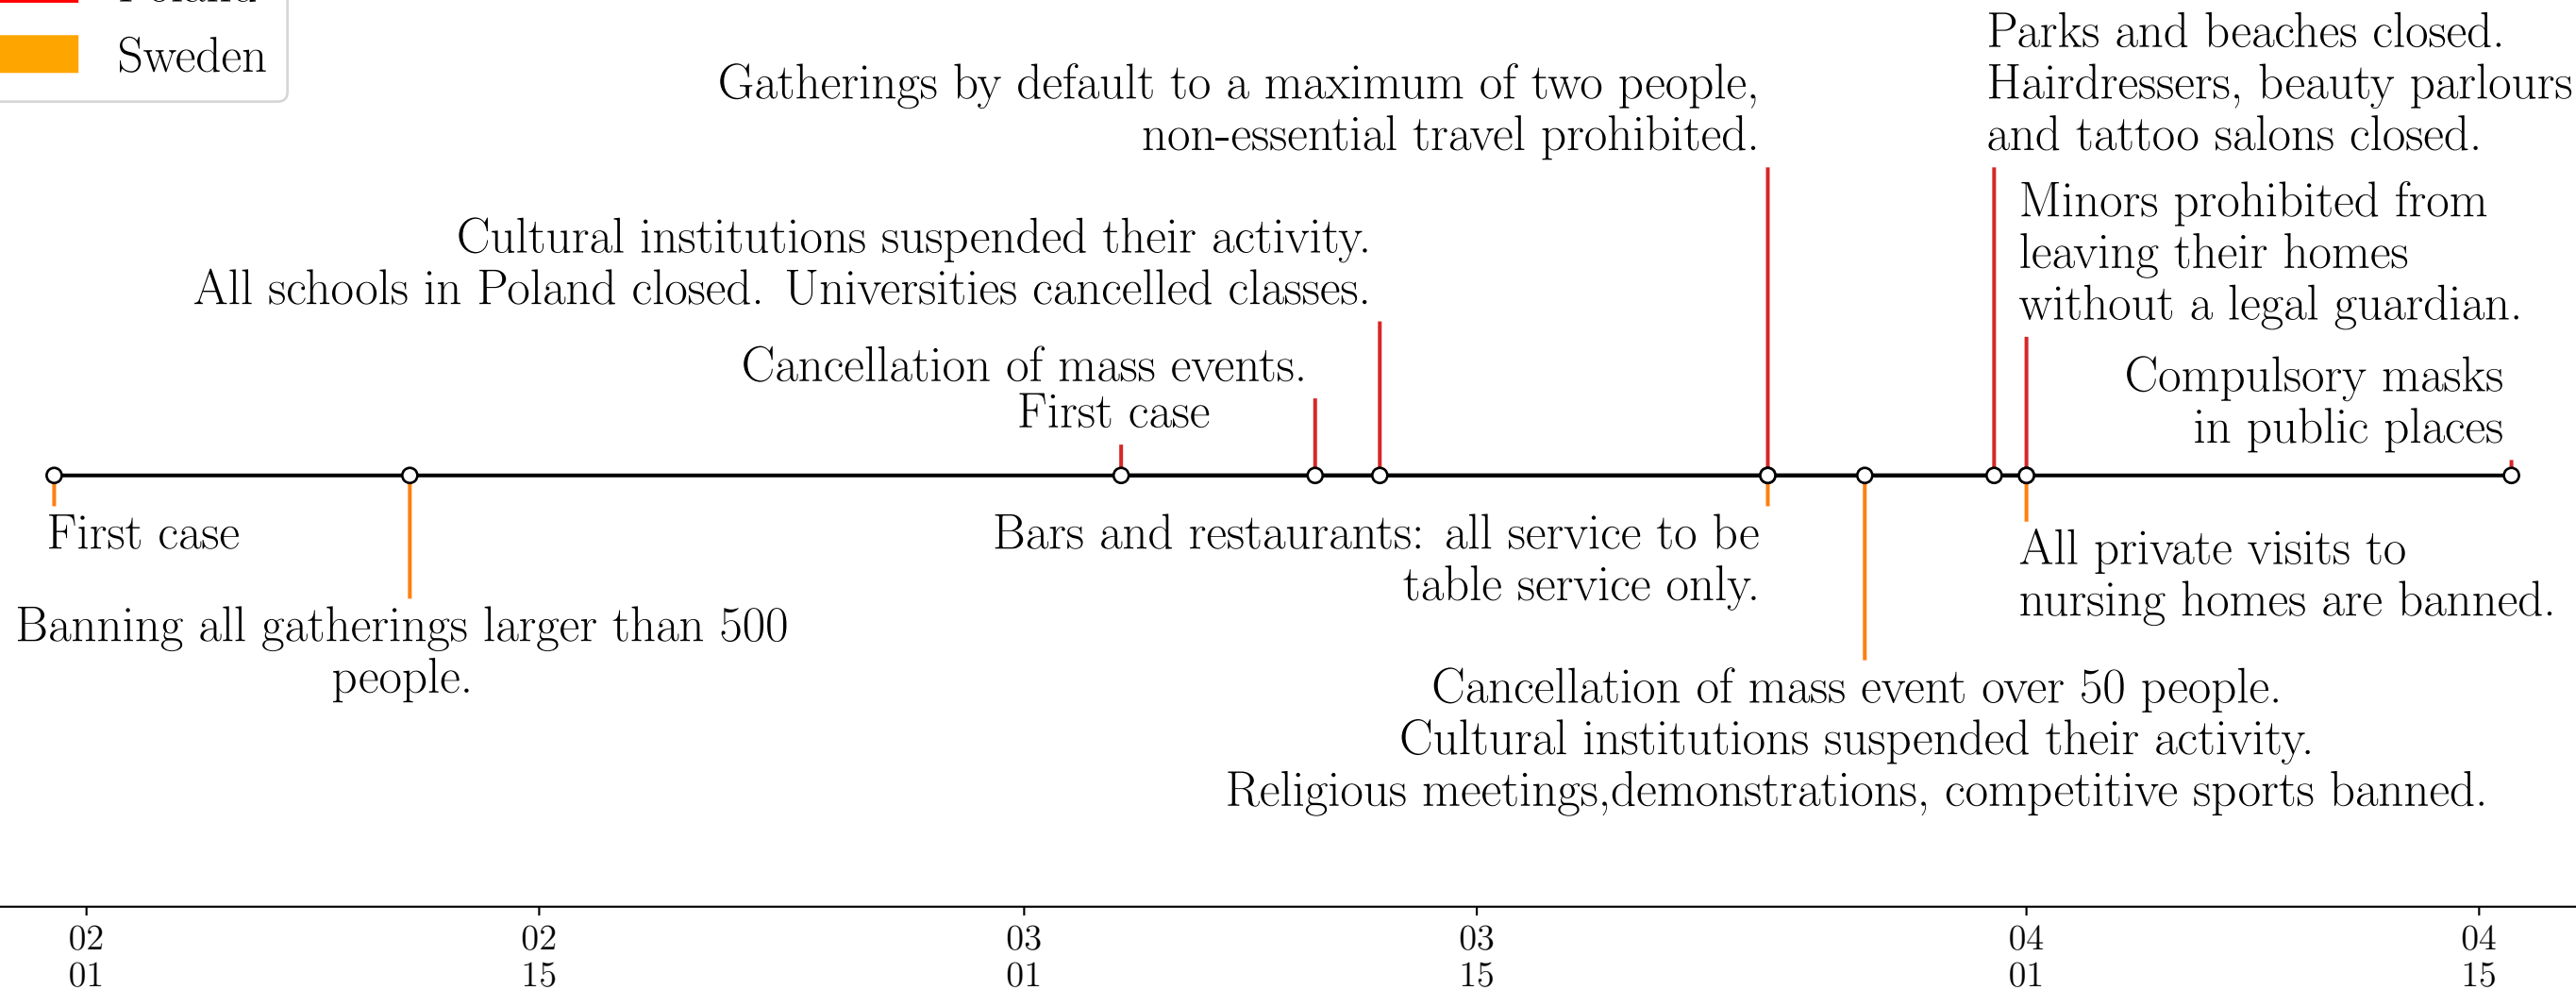 Poland
Sweden
Parks and beaches closed.
Hairdressers, beauty parlours
and tattoo salons closed.
Gatherings by default to a maximum of two people,
non-essential travel prohibited.
Minors prohibited from
leaving their homes
without a legal guardian.
Cultural institutions suspended their activity.
All schools in Poland closed. Universities cancelled classes.
Cancellation of mass events.
First case
Compulsory masks
in public places
First case
Banning all gatherings larger than 500
people.
Bars and restaurants: all service to be
table service only.
All private visits to
nursing homes are banned.
Cancellation of mass event over 50 people.
Cultural institutions suspended their activity.
Religious meetings,demonstrations, competitive sports banned.
02 02 03 03 04 04
01 15 01 15 01 15